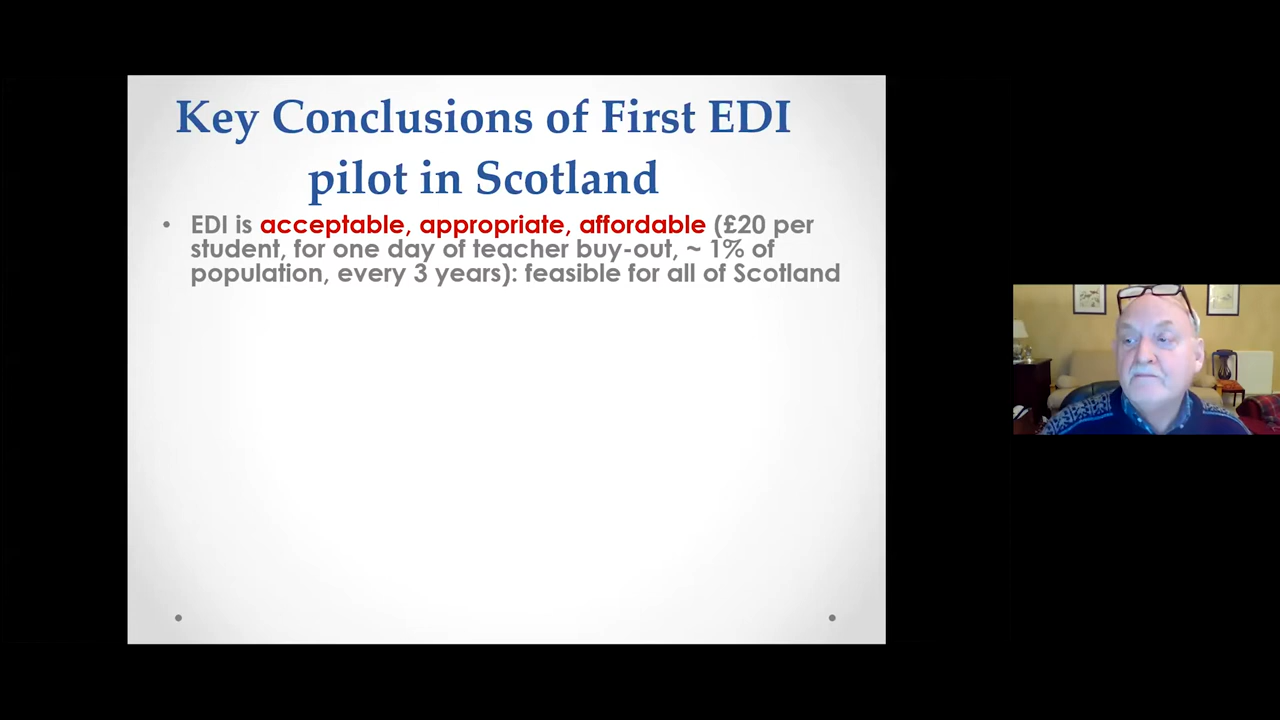 Key Conclusions of First EDI
pilot in Scotland
• EDI is acceptable, appropriate, affordable (£20 per
student, for one day of teacher buy-out, ~ 1% of
population, every 3 years): feasible for all of Scotland